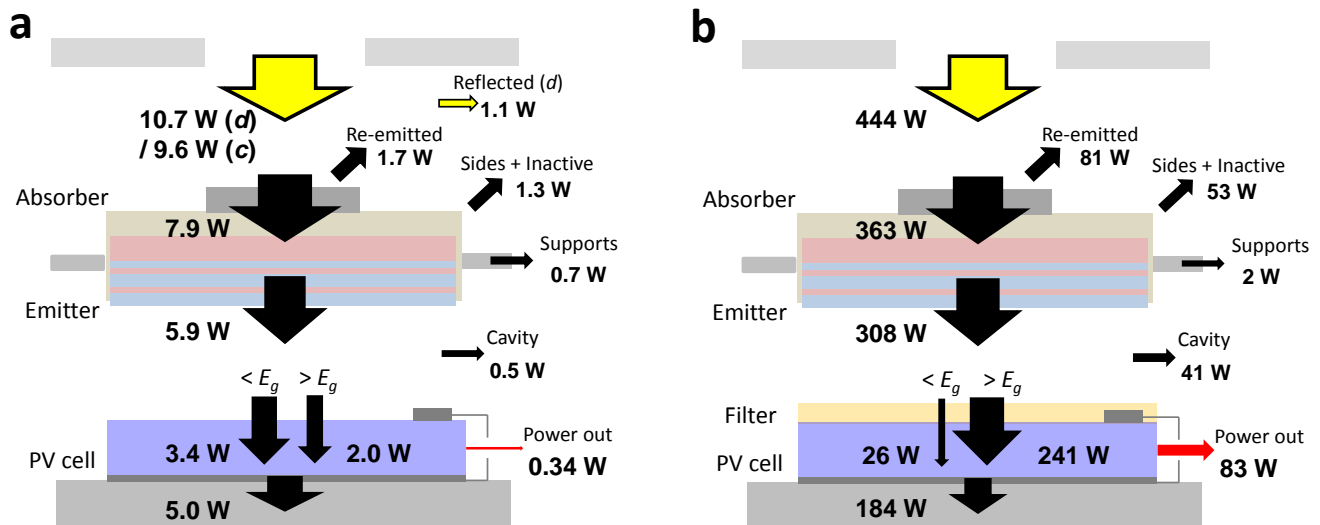 a
10.7 W (d)
/ 9.6 W (c)
Reflected (d)
1.1 W
Re-emitted
1.7 W
Sides + Inactive
1.3 W
Absorber
7.9 W
Supports
0.7 W
Emitter
5.9 W
Cavity
0.5 W
< Eg
> Eg
PV cell
3.4 W
2.0 W
Power out
0.34 W
5.0 W
b
444 W
Re-emitted
81 W
Sides + Inactive
53 W
Absorber
363 W
Supports
2 W
Emitter
308 W
Cavity
41 W
< Eg
> Eg
Filter
PV cell
26 W
241 W
Power out
83 W
184 W